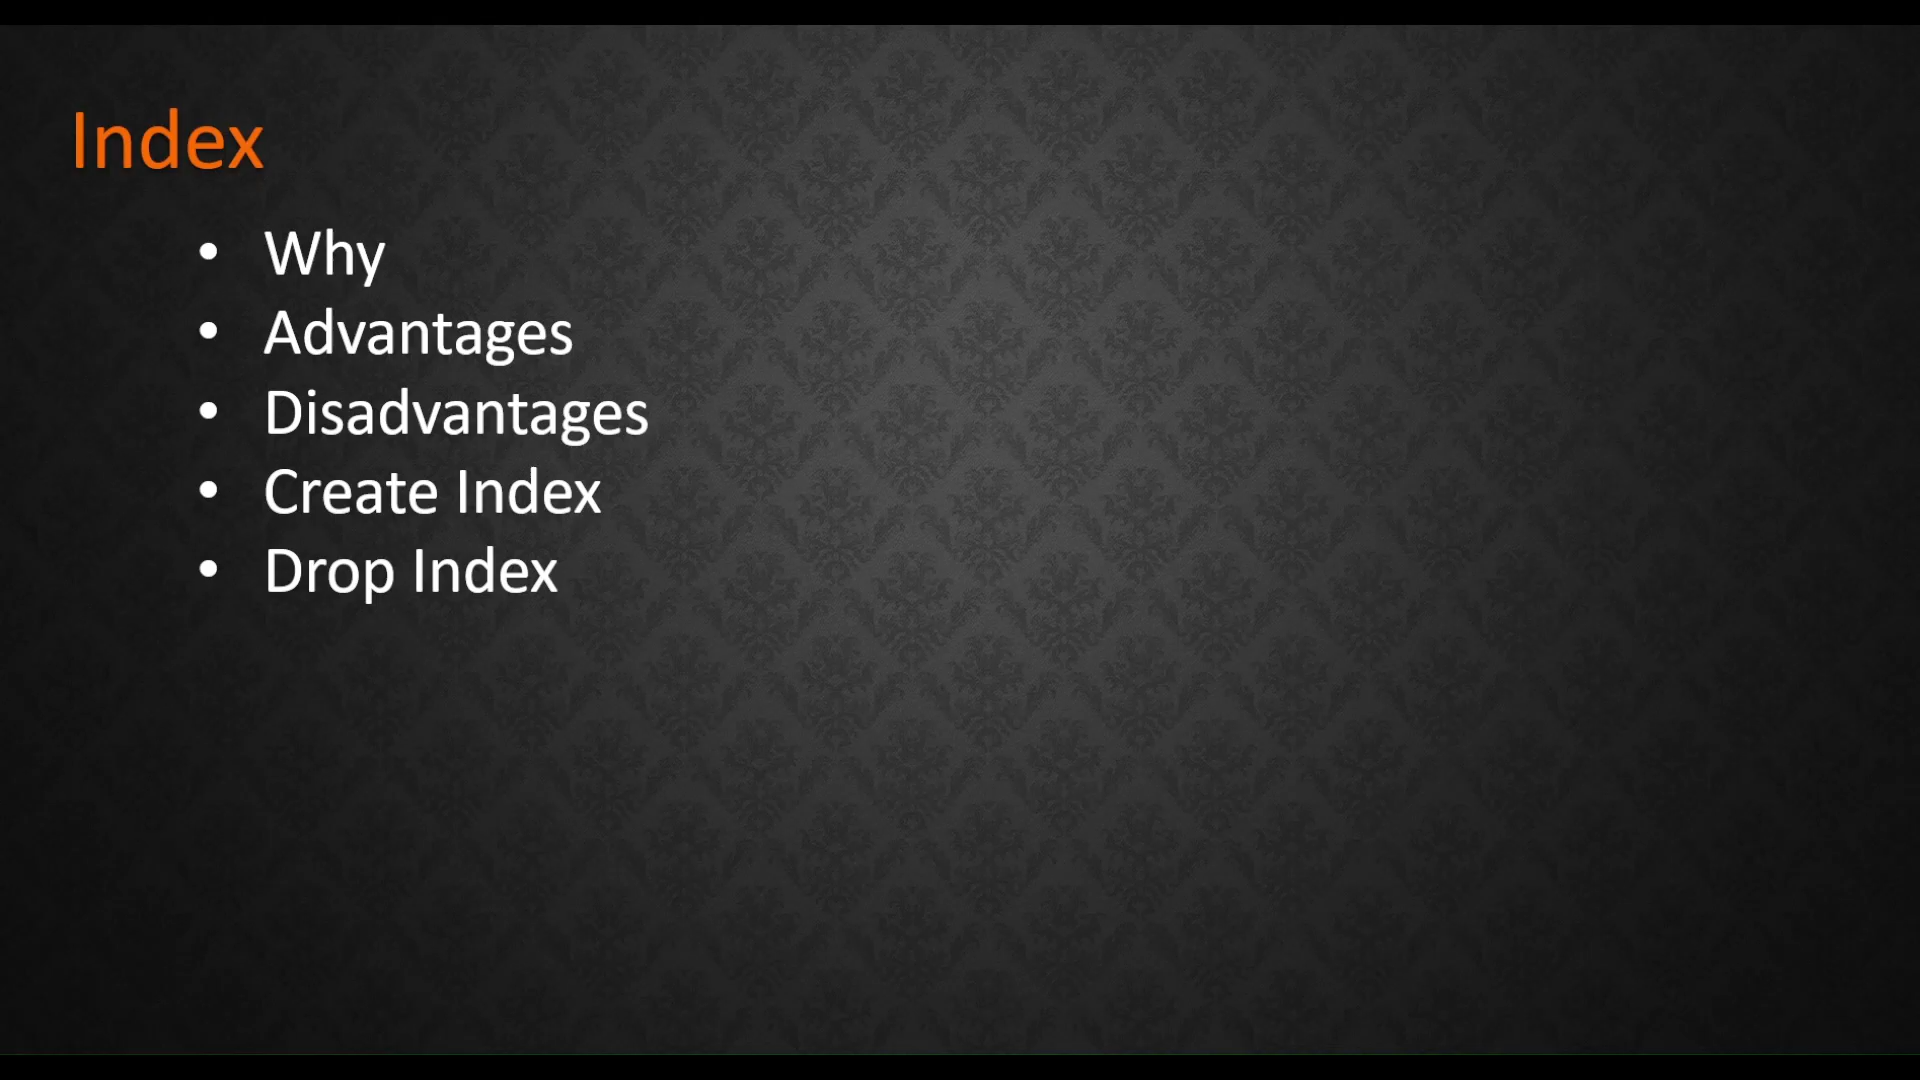 Index
• Why
• Advantages
• Disadvantages
• Create Index
• Drop Index